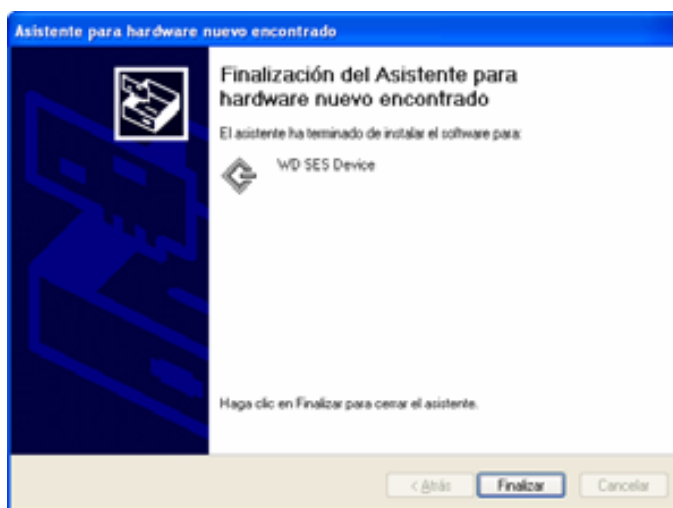 Asistente para hardware nuevo encontrado
Finalización del Asistente para
hardware nuevo encontrado
El asistente ha terminado de instalar el software para:
WD SES Device
Haga clic en Finalizar para cerrar el asistente.
< Atrás
Finalizar
Cancelar